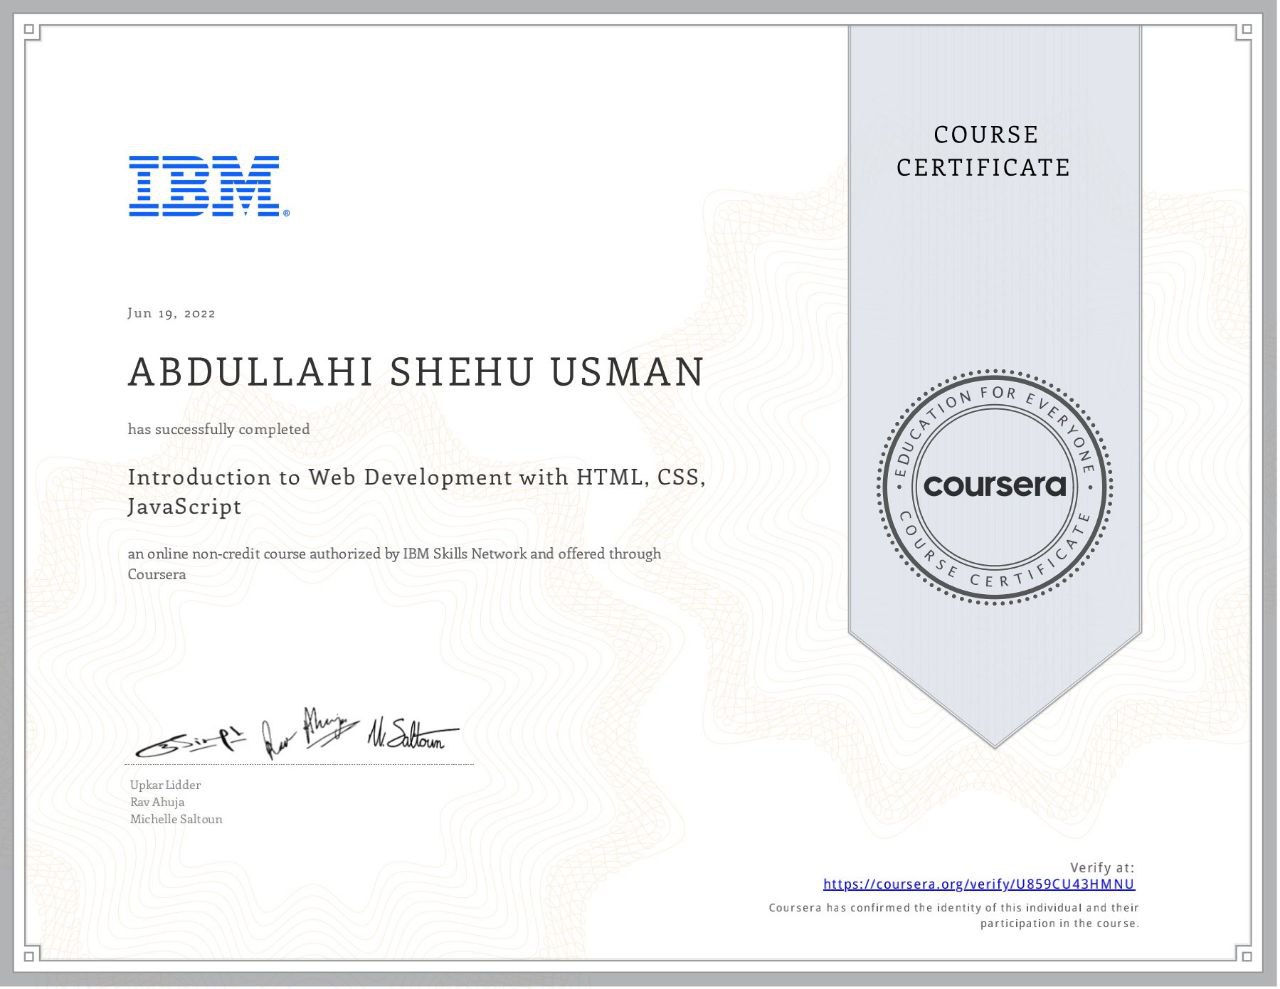 COURSE
CERTIFICATE
IBM®
Jun 19, 2022
ABDULLAHI SHEHU USMAN
has successfully completed
Introduction to Web Development with HTML, CSS,
JavaScript
an online non-credit course authorized by IBM Skills Network and offered through
Coursera
EDUCATION FOR EVERYONE
coursera
COURSE CERTIFICATE
Rav Ahuja
M. Saltoun
Upkar Lidder
Rav Ahuja
Michelle Saltoun
Verify at:
https://coursera.org/verify/U859CU43HMNU
Coursera has confirmed the identity of this individual and their
participation in the course.